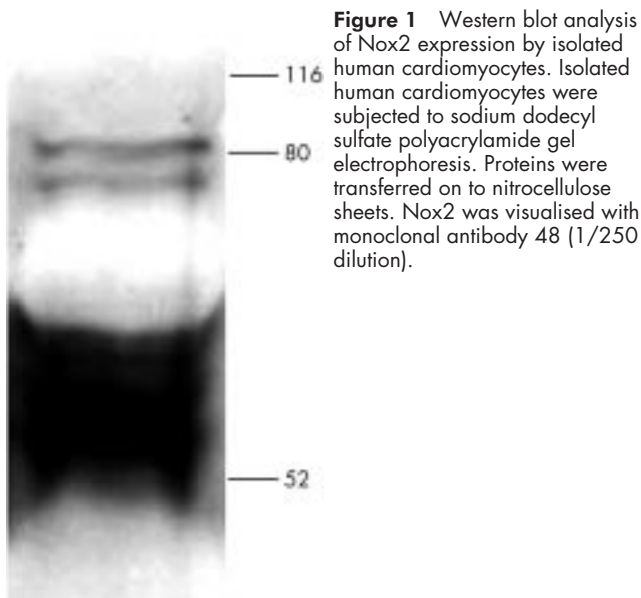 Figure 1 Western blot analysis
of Nox2 expression by isolated
human cardiomyocytes. Isolated
human cardiomyocytes were
subjected to sodium dodecyl
sulfate polyacrylamide gel
electrophoresis. Proteins were
transferred on to nitrocellulose
sheets. Nox2 was visualised with
monoclonal antibody 48 (1/250
dilution).
116
80
52